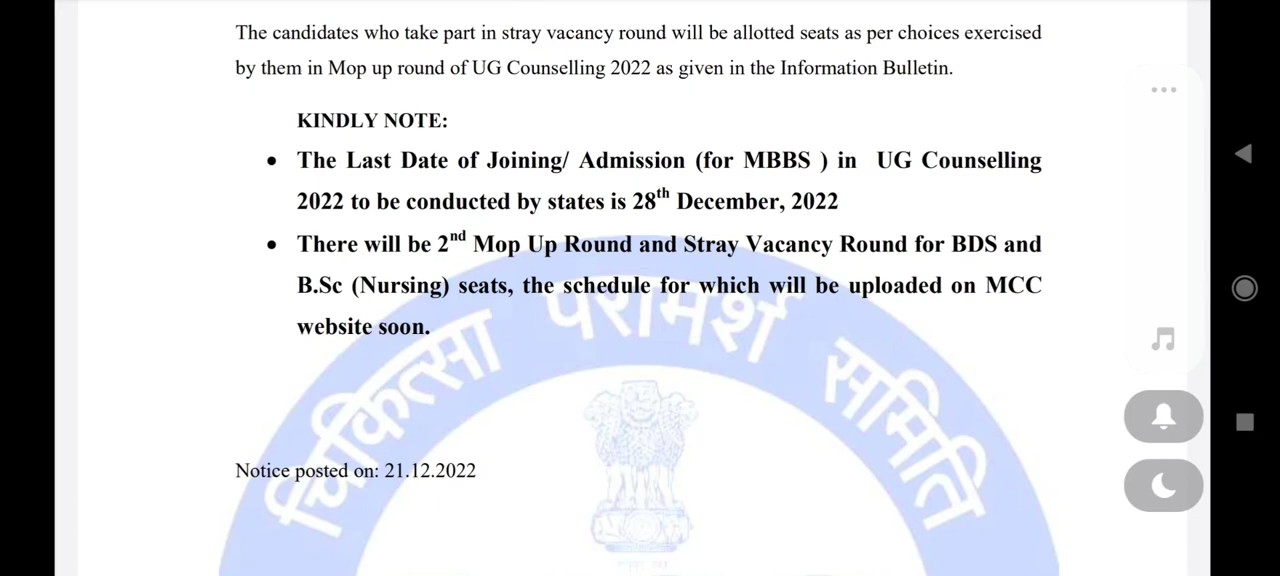 The candidates who take part in stray vacancy round will be allotted seats as per choices exercised
by them in Mop up round of UG Counselling 2022 as given in the Information Bulletin.
KINDLY NOTE:
• The Last Date of Joining/ Admission (for MBBS ) in UG Counselling
2022 to be conducted by states is 28th December, 2022
• There will be 2nd Mop Up Round and Stray Vacancy Round for BDS and
B.Sc (Nursing) seats, the schedule for which will be uploaded on MCC
website soon.
चिकित्सा परामर्श समिति
Notice posted on: 21.12.2022